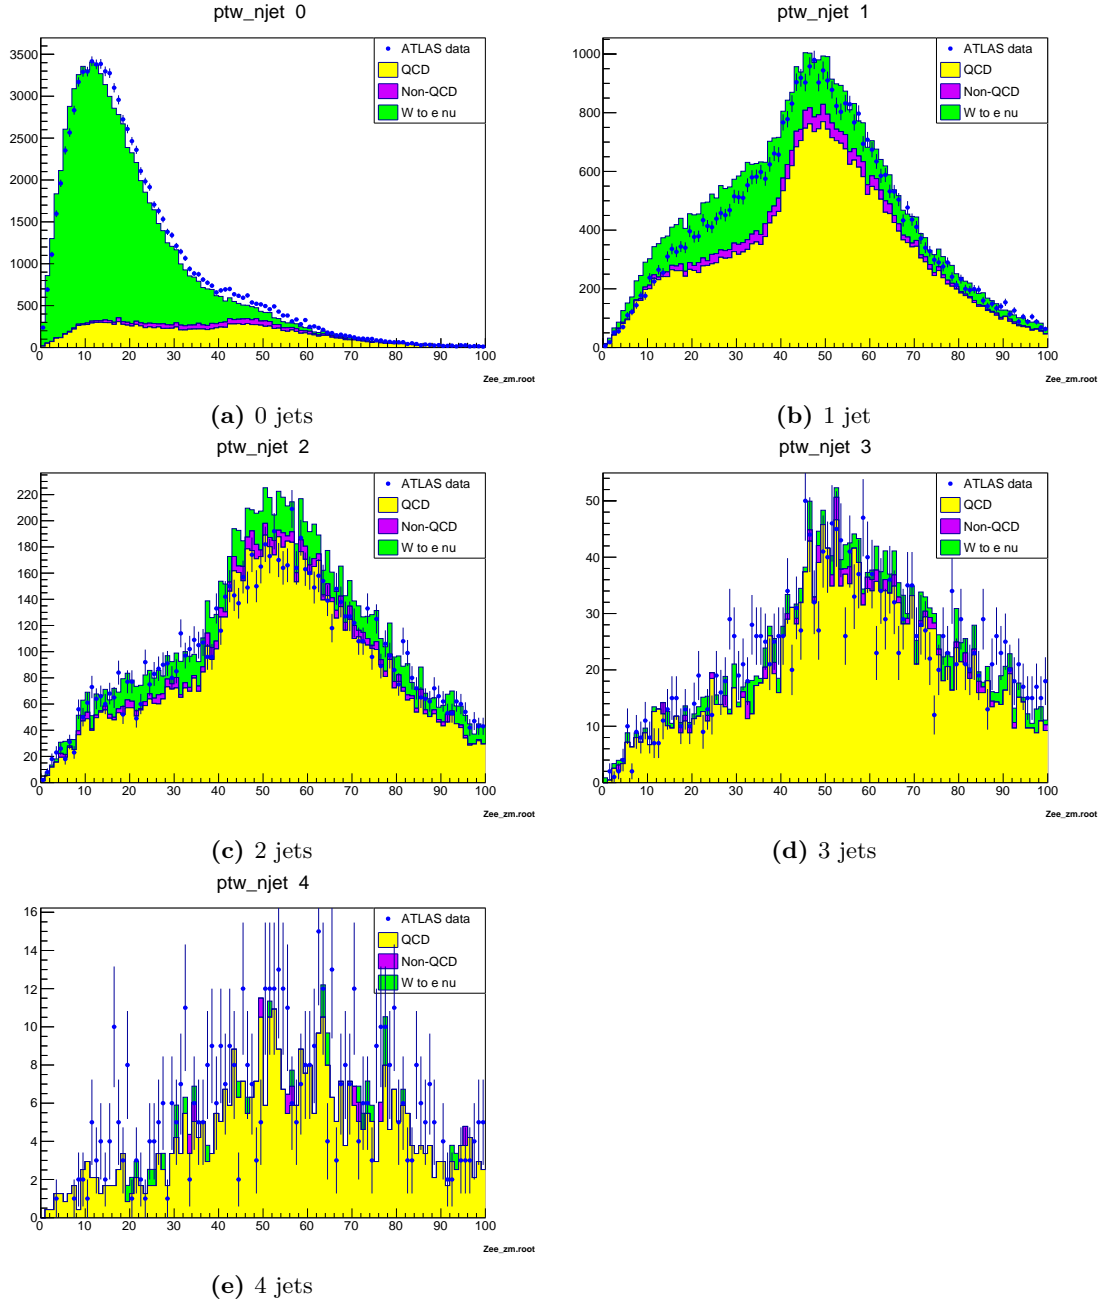 ptw_njet 0
3500
3000
2500
2000
1500
1000
500
0
ATLAS data
QCD
Non-QCD
W to e nu
0 10 20 30 40 50 60 70 80 90 100
Zee_zm.root
(a) 0 jets
ptw_njet 1
1000
800
600
400
200
0
ATLAS data
QCD
Non-QCD
W to e nu
0 10 20 30 40 50 60 70 80 90 100
Zee_zm.root
(b) 1 jet
ptw_njet 2
220
200
180
160
140
120
100
80
60
40
20
0
ATLAS data
QCD
Non-QCD
W to e nu
0 10 20 30 40 50 60 70 80 90 100
Zee_zm.root
(c) 2 jets
ptw_njet 3
50
40
30
20
10
0
ATLAS data
QCD
Non-QCD
W to e nu
0 10 20 30 40 50 60 70 80 90 100
Zee_zm.root
(d) 3 jets
ptw_njet 4
16
14
12
10
8
6
4
2
0
ATLAS data
QCD
Non-QCD
W to e nu
0 10 20 30 40 50 60 70 80 90 100
Zee_zm.root
(e) 4 jets